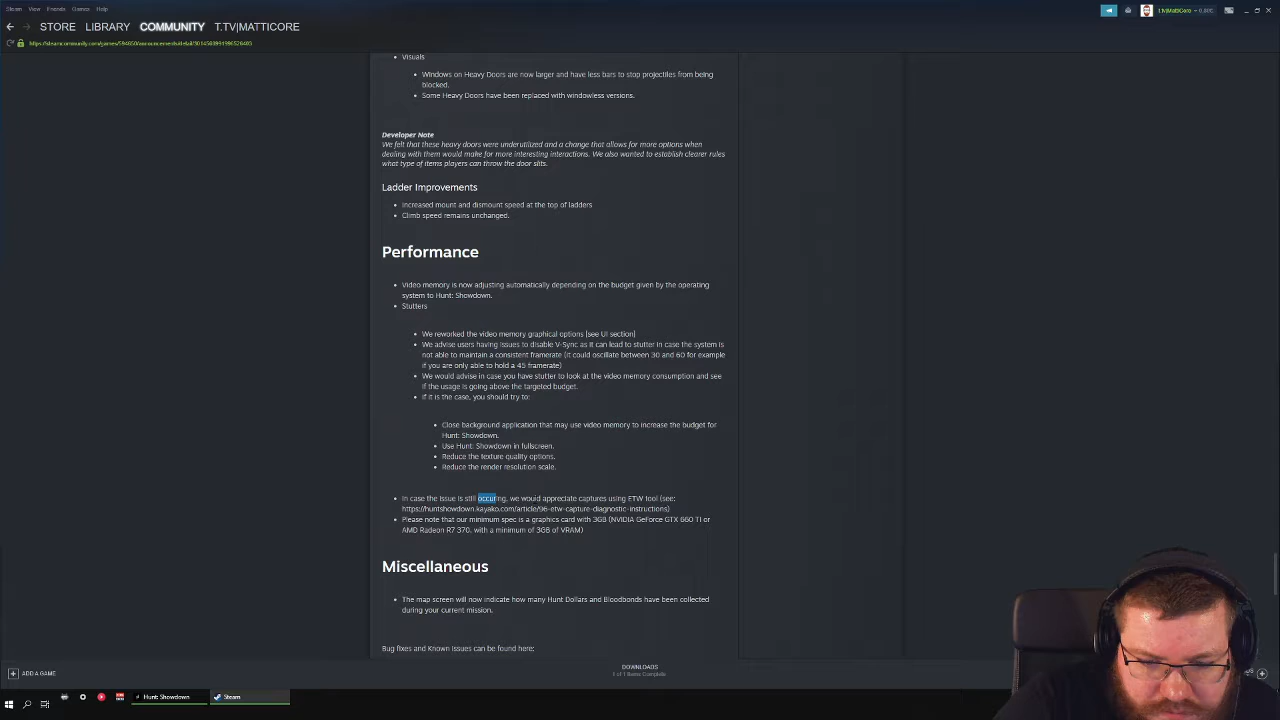 Steam View Friends Games Help
STORE LIBRARY COMMUNITY T.TV|MATTICORE
Visuals
Windows on Heavy Doors are now larger and have less bars to stop projectiles from being
blocked.
Some Heavy Doors have been replaced with windowless versions.
Developer Note
We felt that these heavy doors were underutilized and a change that allows for more options when
dealing with them would make for more interesting interactions. We also wanted to establish clearer rules
what type of items players can throw the door slits.
Ladder Improvements
Increased mount and dismount speed at the top of ladders
Climb speed remains unchanged.
Performance
Video memory is now adjusting automatically depending on the budget given by the operating
system to Hunt: Showdown.
Stutters
We reworked the video memory graphical options (see UI section)
We advise users having issues to disable V-Sync as it can lead to stutter in case the system is
not able to maintain a consistent framerate (it could oscillate between 30 and 60 for example
if you are only able to hold a 45 framerate)
We would advise in case you have stutter to look at the video memory consumption and see
if the usage is going above the targeted budget.
If it is the case, you should try to:
Close background application that may use video memory to increase the budget for
Hunt: Showdown.
Use Hunt: Showdown in fullscreen.
Reduce the texture quality options.
Reduce the render resolution scale.
In case the issue is still occuring, we would appreciate captures using ETW tool (see:
https://huntshowdown.kayako.com/article/96-etw-capture-diagnostic-instructions)
Please note that our minimum spec is a graphics card with 3GB (NVIDIA GeForce GTX 660 TI or
AMD Radeon R7 370, with a minimum of 3GB of VRAM)
Miscellaneous
The map screen will now indicate how many Hunt Dollars and Bloodbonds have been collected
during your current mission.
Bug fixes and Known Issues can be found here:
DOWNLOADS
1 of 1 Items Complete
ADD A GAME
Hunt: Showdown Steam